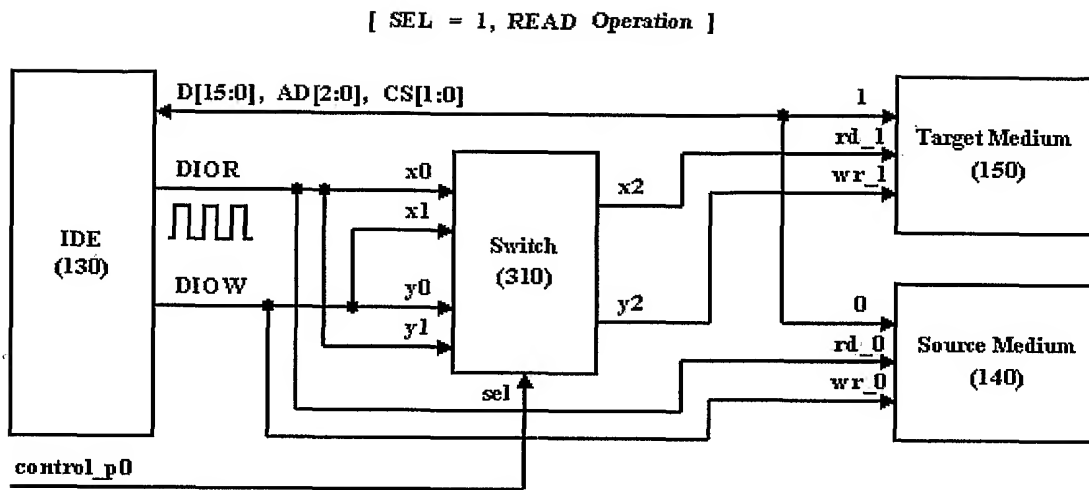 [ SEL = 1, READ Operation ]
D[15:0], AD[2:0], CS[1:0]
1
Target Medium
(150)
rd_1
wr_1
DIOR
x0
x1
x2
IDE
(130)
Switch
(310)
DIOW
y0
y1
y2
0
Source Medium
(140)
rd_0
wr_0
sel
control_p0